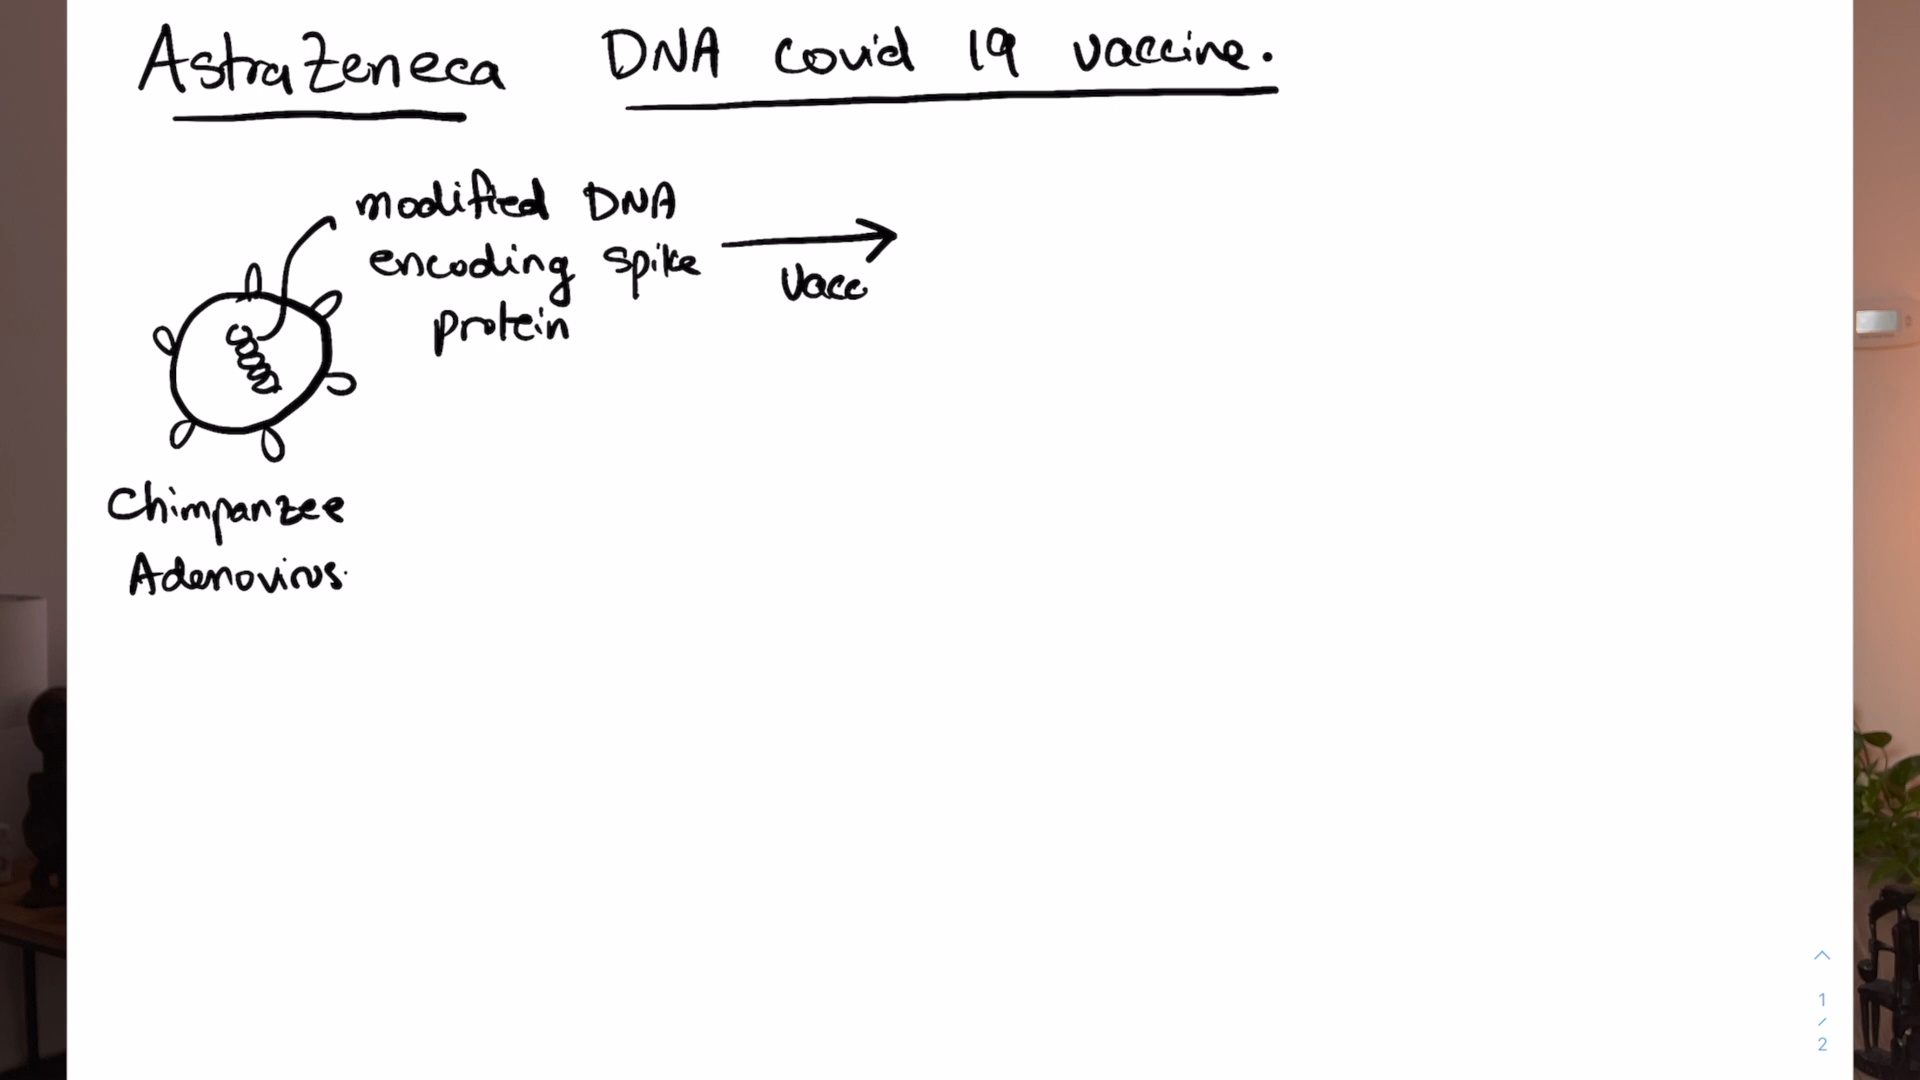 AstraZeneca DNA covid 19 vaccine.
modified DNA
encoding spike
protein
Vacc
Chimpanzee
Adenovirus.
1
/
2